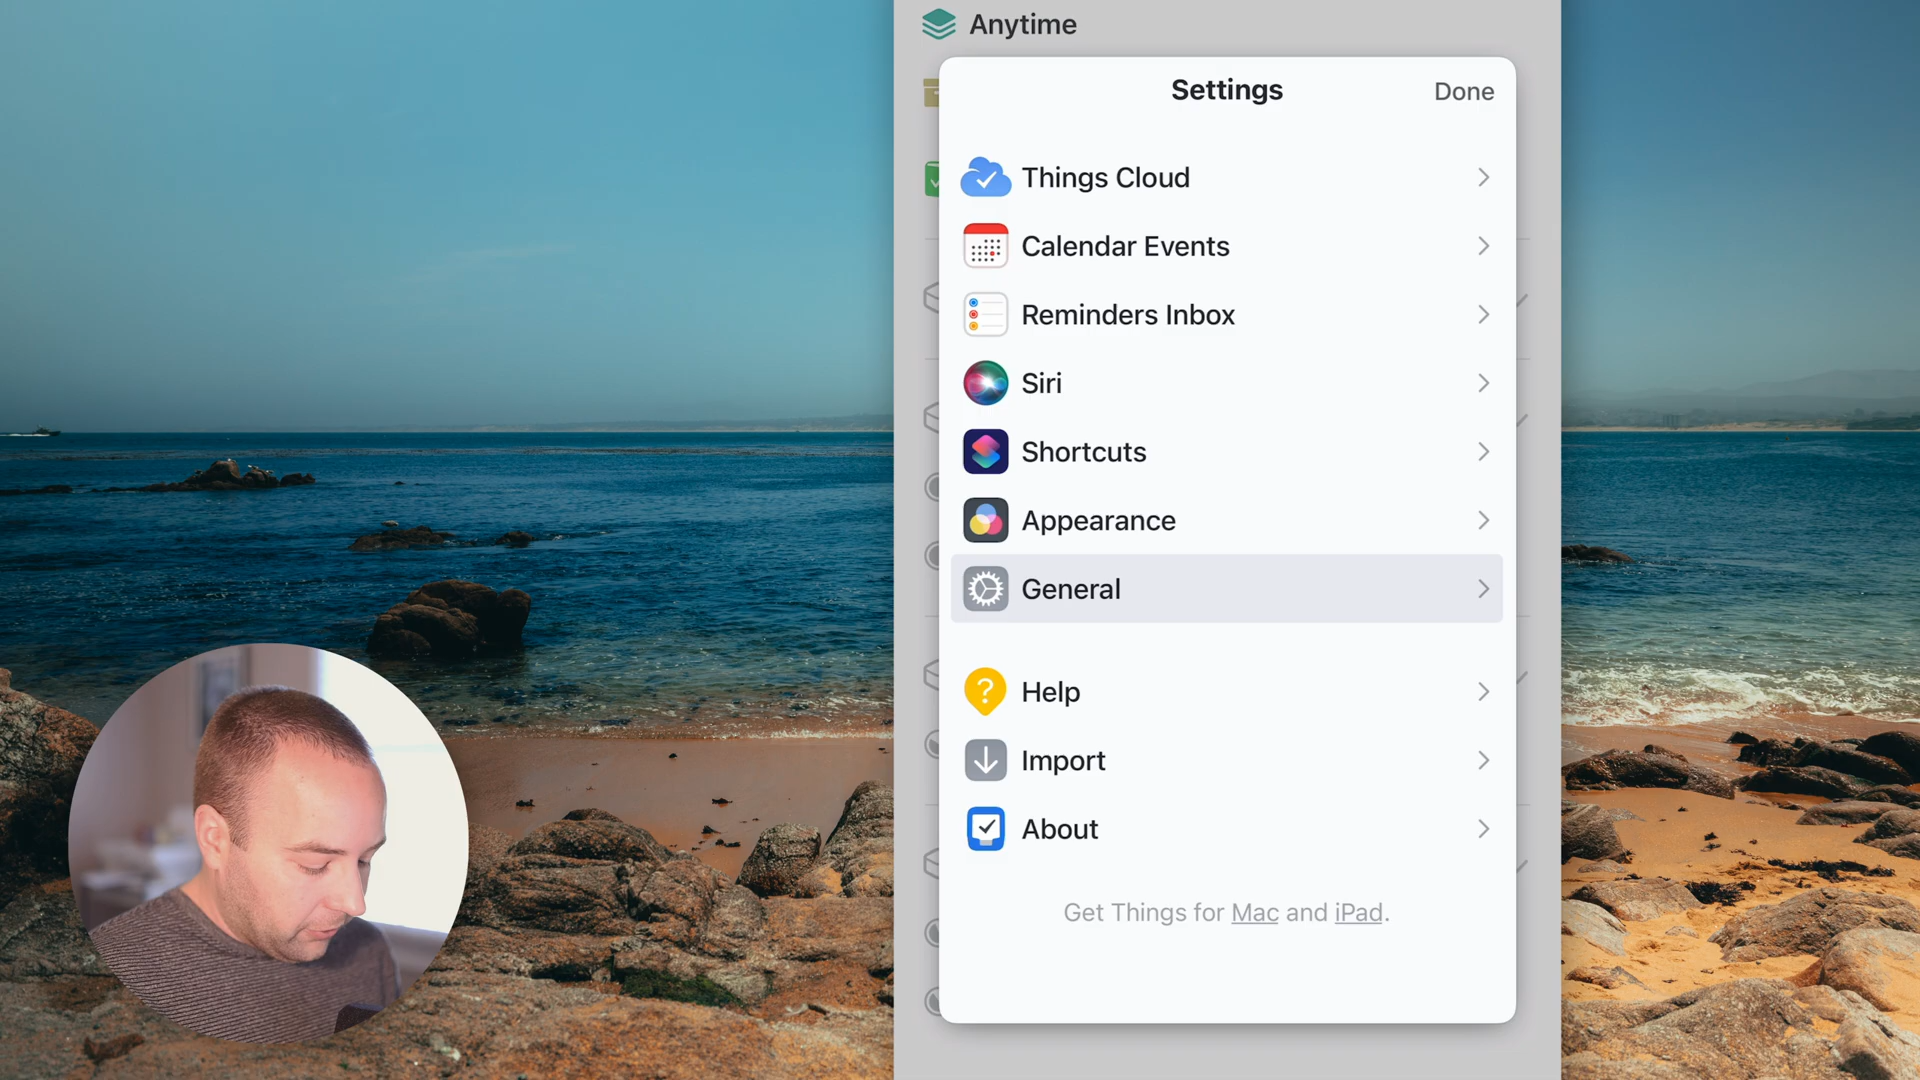 Anytime
Settings
Done
Things Cloud
Calendar Events
Reminders Inbox
Siri
Shortcuts
Appearance
General
Help
Import
About
Get Things for Mac and iPad.